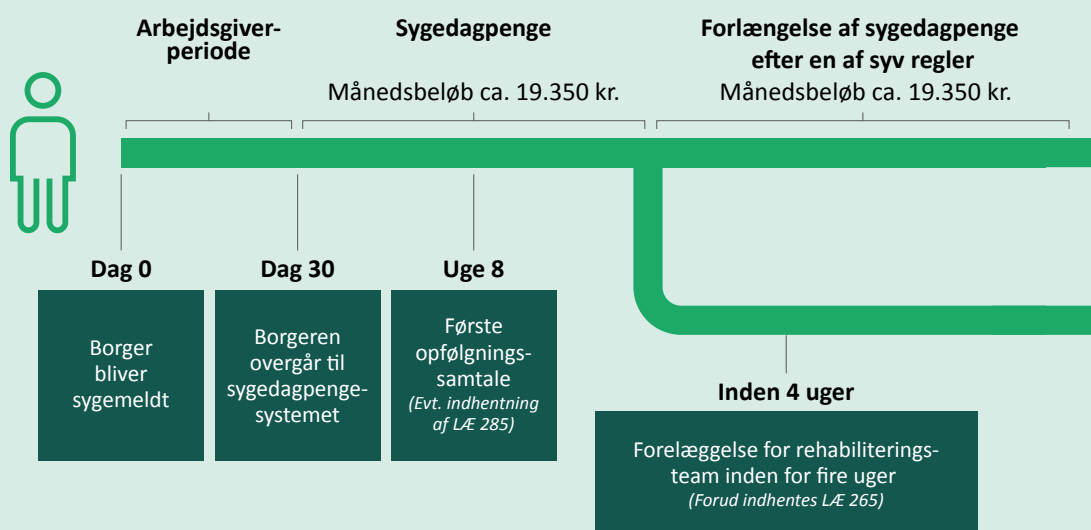 Arbejdsgiver-
periode
Sygedagpenge
Månedsbeløb ca. 19.350 kr.
Forlængelse af sygedagpenge
efter en af syv regler
Månedsbeløb ca. 19.350 kr.
Dag 0
Borger
bliver
sygemeldt
Dag 30
Borgeren
overgår til
sygedagpenge-
systemet
Uge 8
Første
opfølgnings-
samtale
(Evt. indhentning
af LÆ 285)
Inden 4 uger
Forelæggelse for rehabiliterings-
team inden for fire uger
(Forud indhentes LÆ 265)